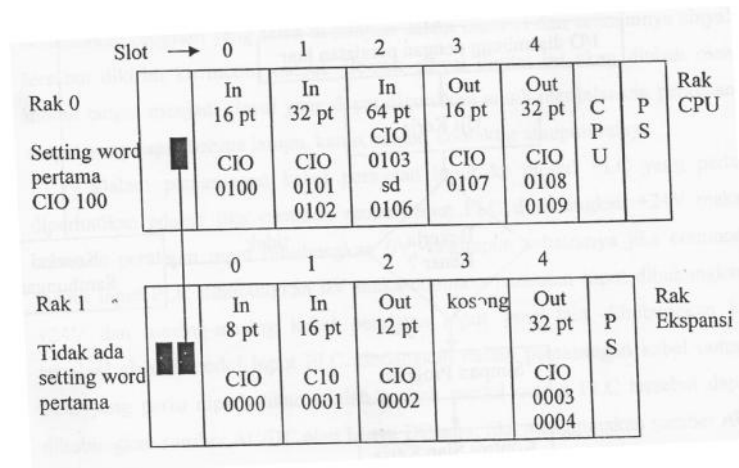 Slot → 0 1 2 3 4
Rak 0
In In In Out Out
16 pt 32 pt 64 pt 16 pt 32 pt
C P U
P S
Rak
CPU
Setting word
pertama
CIO 100
CIO
0100
CIO
0101
0102
CIO
0103
sd
0106
CIO
0107
CIO
0108
0109
0 1 2 3 4
Rak 1
In In Out kosong Out
8 pt 16 pt 12 pt 32 pt
P
S
Rak
Ekspansi
Tidak ada
setting word
pertama
CIO
0000
C10
0001
CIO
0002
CIO
0003
0004